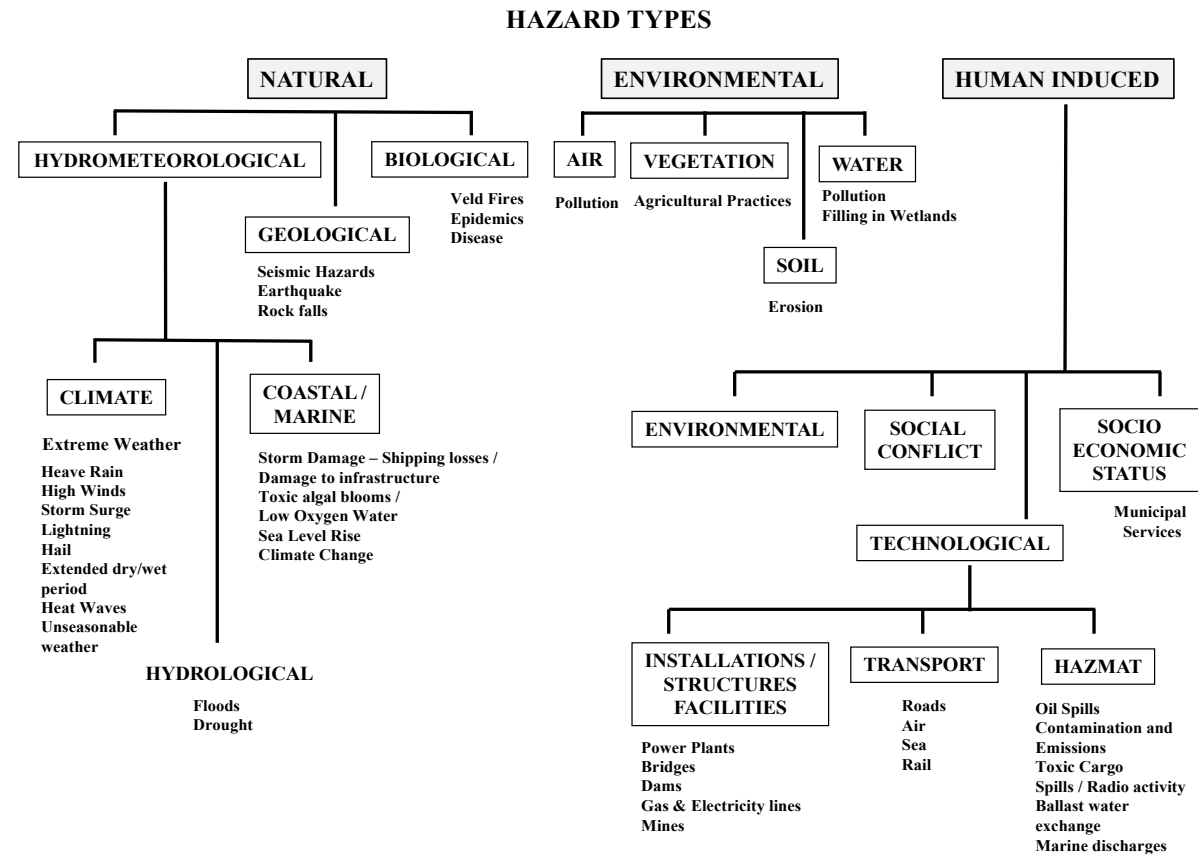 HAZARD TYPES
NATURAL
ENVIRONMENTAL
HUMAN INDUCED
HYDROMETEOROLOGICAL
BIOLOGICAL
Veld Fires
Epidemics
Disease
GEOLOGICAL
Seismic Hazards
Earthquake
Rock falls
AIR
Pollution
VEGETATION
Agricultural Practices
WATER
Pollution
Filling in Wetlands
SOIL
Erosion
CLIMATE
Extreme Weather
Heave Rain
High Winds
Storm Surge
Lightning
Hail
Extended dry/wet
period
Heat Waves
Unseasonable
weather
COASTAL /
MARINE
Storm Damage – Shipping losses /
Damage to infrastructure
Toxic algal blooms /
Low Oxygen Water
Sea Level Rise
Climate Change
HYDROLOGICAL
Floods
Drought
ENVIRONMENTAL
SOCIAL
CONFLICT
SOCIO
ECONOMIC
STATUS
Municipal
Services
TECHNOLOGICAL
INSTALLATIONS /
STRUCTURES
FACILITIES
Power Plants
Bridges
Dams
Gas & Electricity lines
Mines
TRANSPORT
Roads
Air
Sea
Rail
HAZMAT
Oil Spills
Contamination and
Emissions
Toxic Cargo
Spills / Radio activity
Ballast water
exchange
Marine discharges